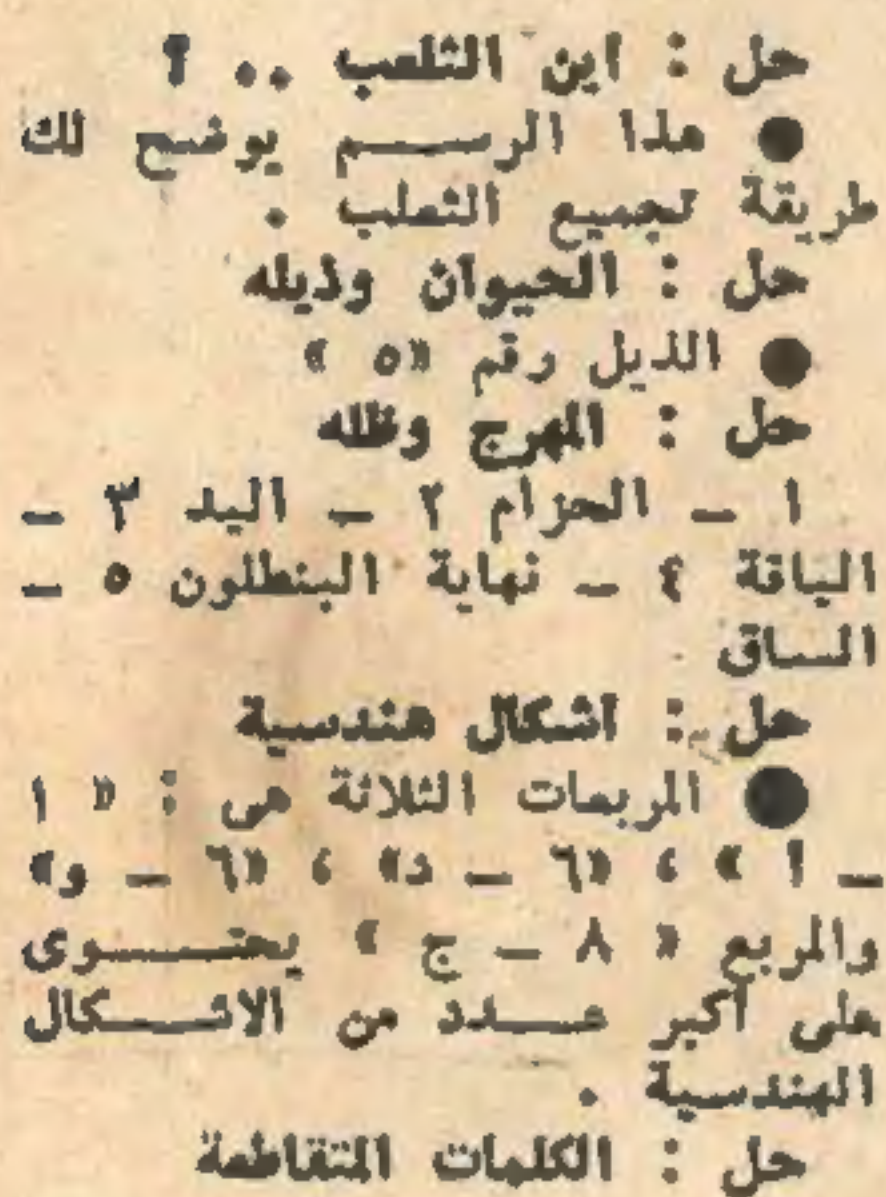 حل : اين الثعلب .. ؟
● هذا الرسم يوضح لك
طريقة تجميع الثعلب .
حل : الحيوان وذيله
● الذيل رقم «٥ »
حل : المهرج وظله
١ ـ الحزام ٢ ـ اليد ٣ ـ
الياقة ٤ ـ نهاية البنطلون ٥ ـ
الساق
حل : اشكال هندسية
● المربعات الثلاثة هى : « ١
ـ أ » ، «٦ ـ د» ، «٦ ـ و»
والمربع « ٨ ـ ج » يحتوى
على أكبر عدد من الاشكال
الهندسية .
حل : الكلمات المتقاطعة